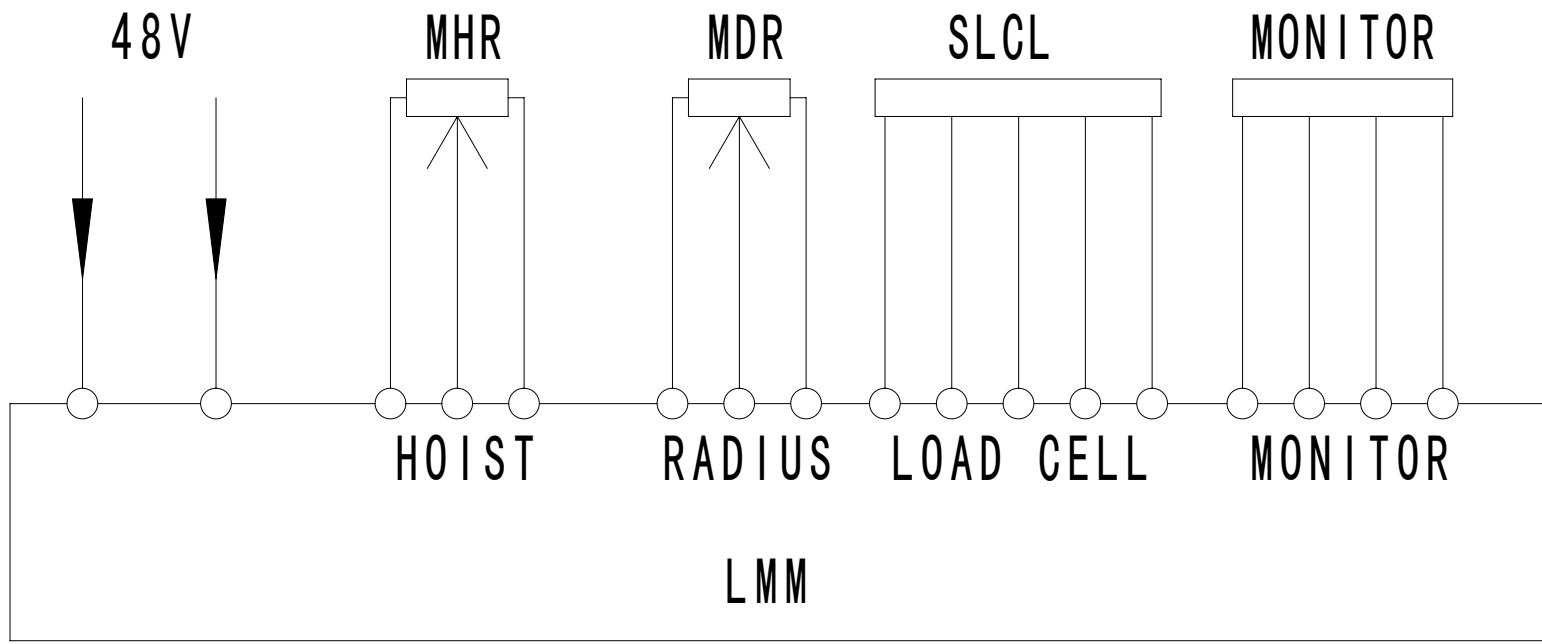 48V MHR MDR SLCL MONITOR
HOIST RADIUS LOAD CELL MONITOR
LMM